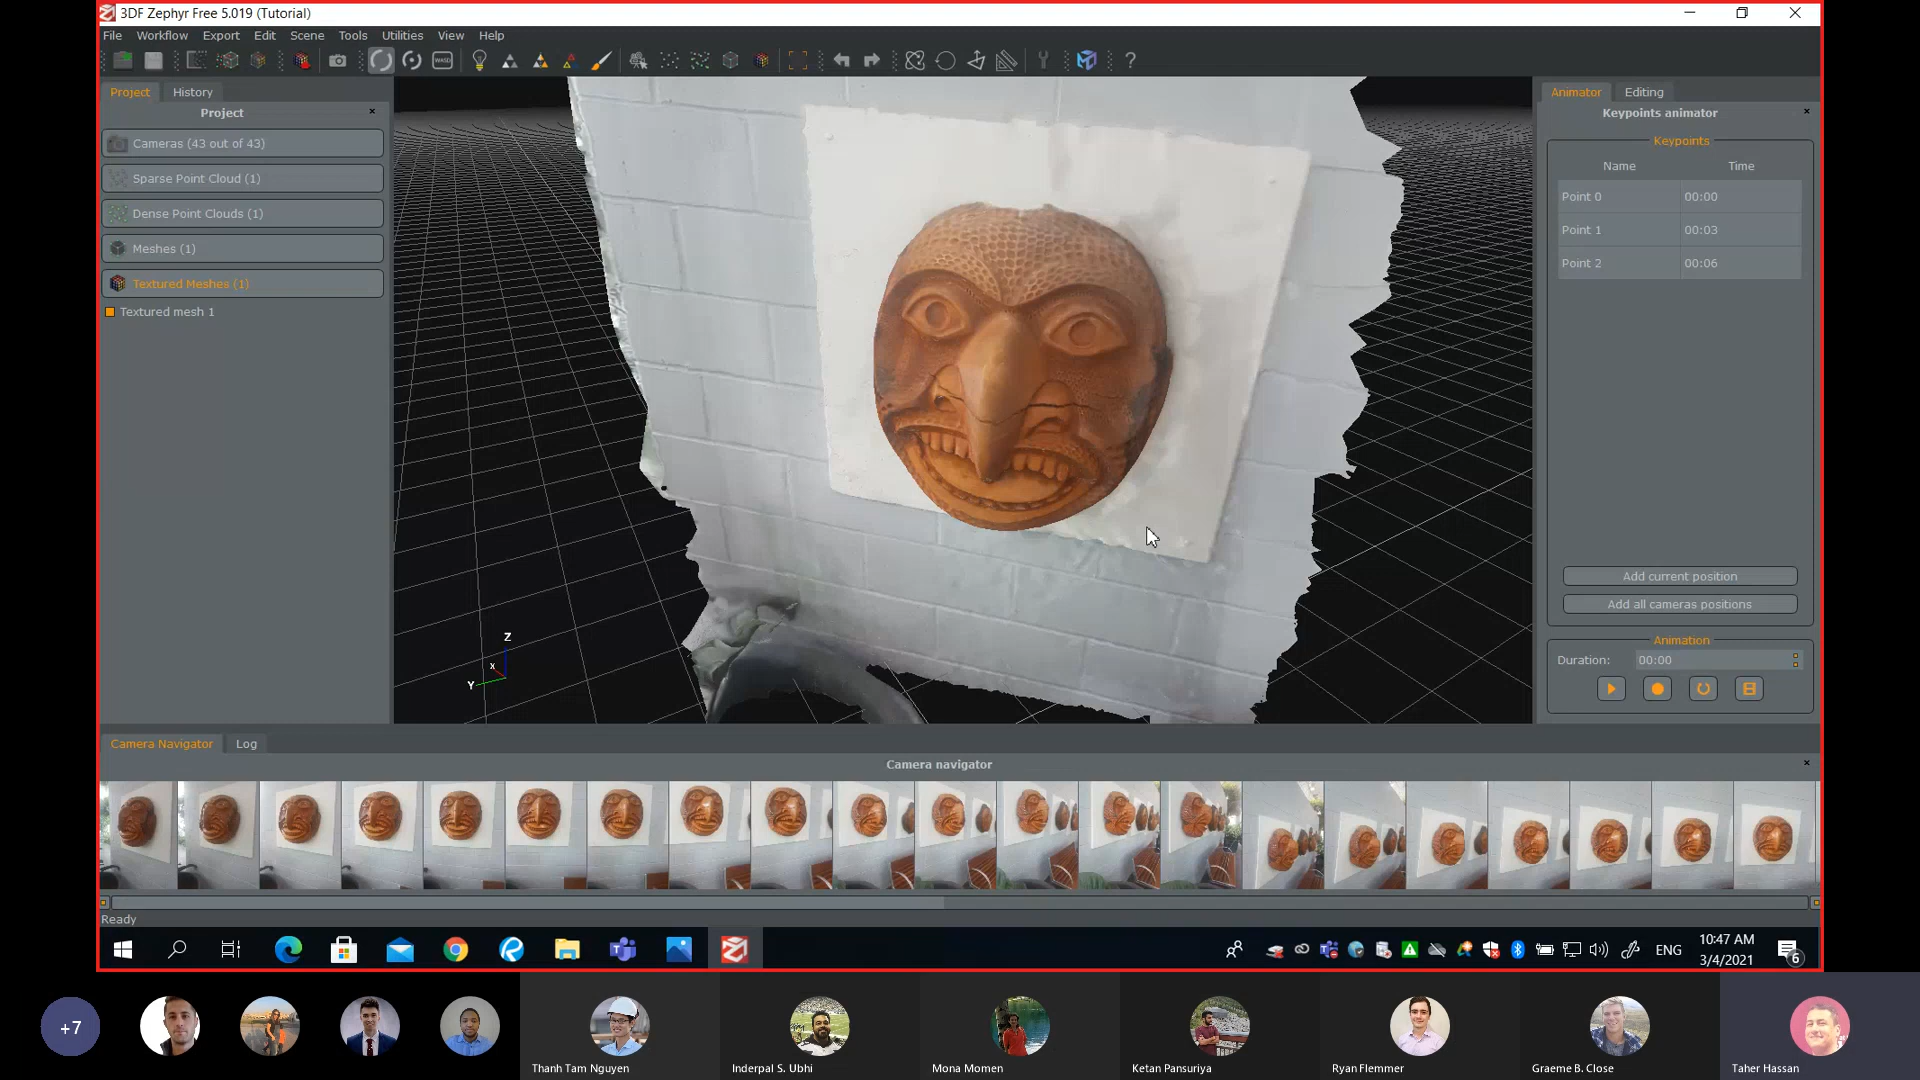 3DF Zephyr Free 5.019 (Tutorial)
File Workflow Export Edit Scene Tools Utilities View Help
WASD
?
Project History
Project
Cameras (43 out of 43)
Sparse Point Cloud (1)
Dense Point Clouds (1)
Meshes (1)
Textured Meshes (1)
Textured mesh 1
Z
X
Y
Animator Editing
Keypoints animator
Keypoints
Name Time
Point 0 00:00
Point 1 00:03
Point 2 00:06
Add current position
Add all cameras positions
Animation
Duration: 00:00
Camera Navigator Log
Camera navigator
Ready
ENG
10:47 AM
3/4/2021
6
+7
Thanh Tam Nguyen
Inderpal S. Ubhi
Mona Momen
Ketan Pansuriya
Ryan Flemmer
Graeme B. Close
Taher Hassan